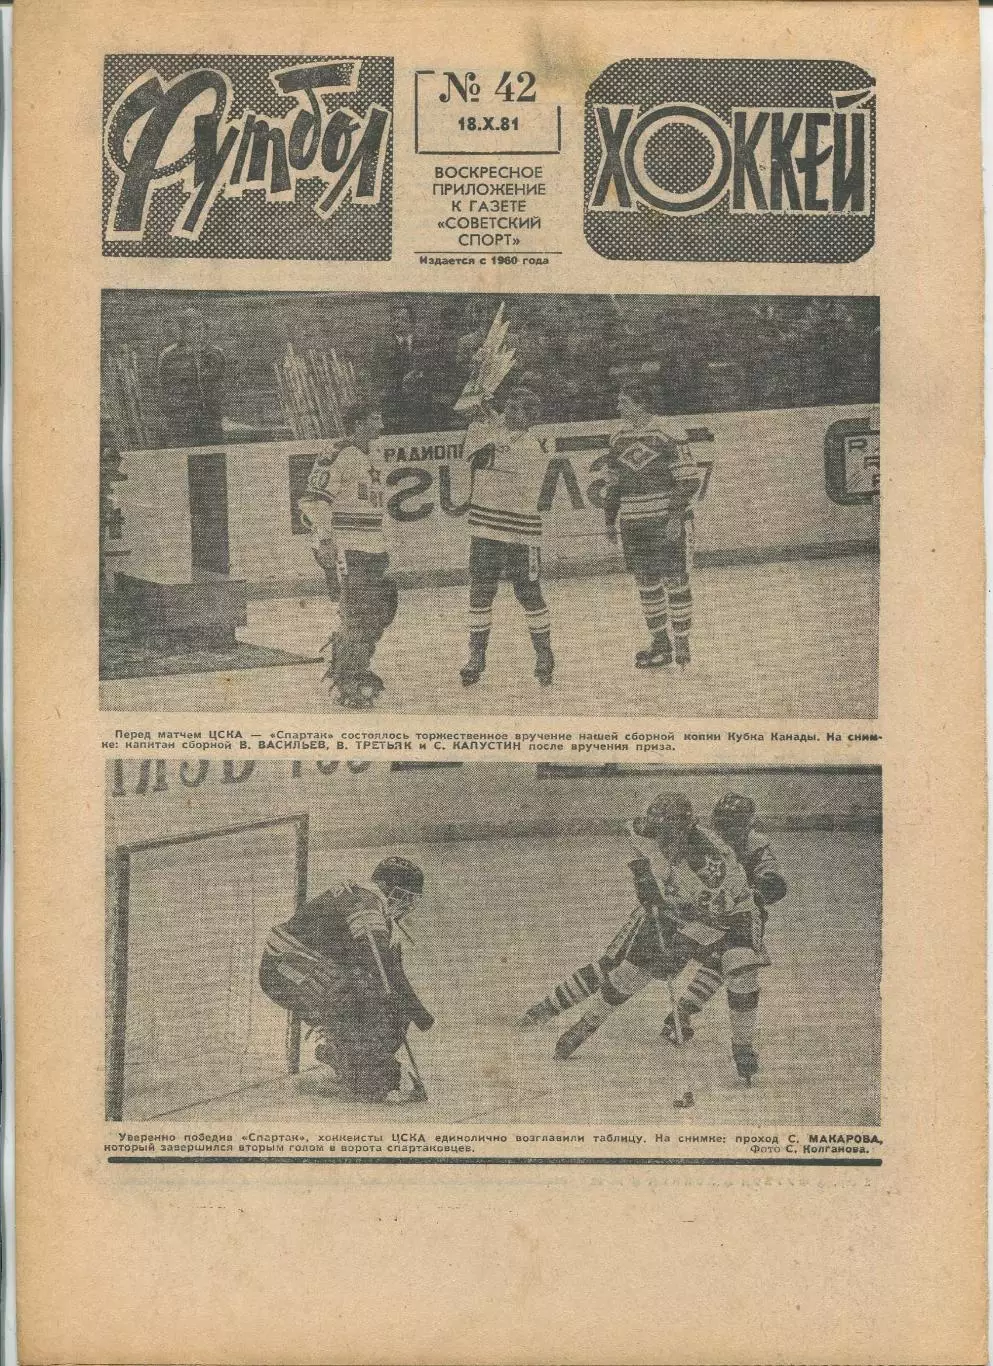 Футбол
№ 42
18.X.81
ВОСКРЕСНОЕ
ПРИЛОЖЕНИЕ
К ГАЗЕТЕ
«СОВЕТСКИЙ
СПОРТ»
Издается с 1960 года
ХОККЕЙ
РАДИОП
Перед матчем ЦСКА — «Спартак» состоялось торжественное вручение нашей сборной копии Кубка Канады. На сним-
ке: капитан сборной В. ВАСИЛЬЕВ, В. ТРЕТЬЯК и С. КАПУСТИН после вручения приза.
24
Уверенно победив «Спартак», хоккеисты ЦСКА единолично возглавили таблицу. На снимке: проход С. МАКАРОВА,
который завершился вторым голом в ворота спартаковцев.
Фото С. Колганова.